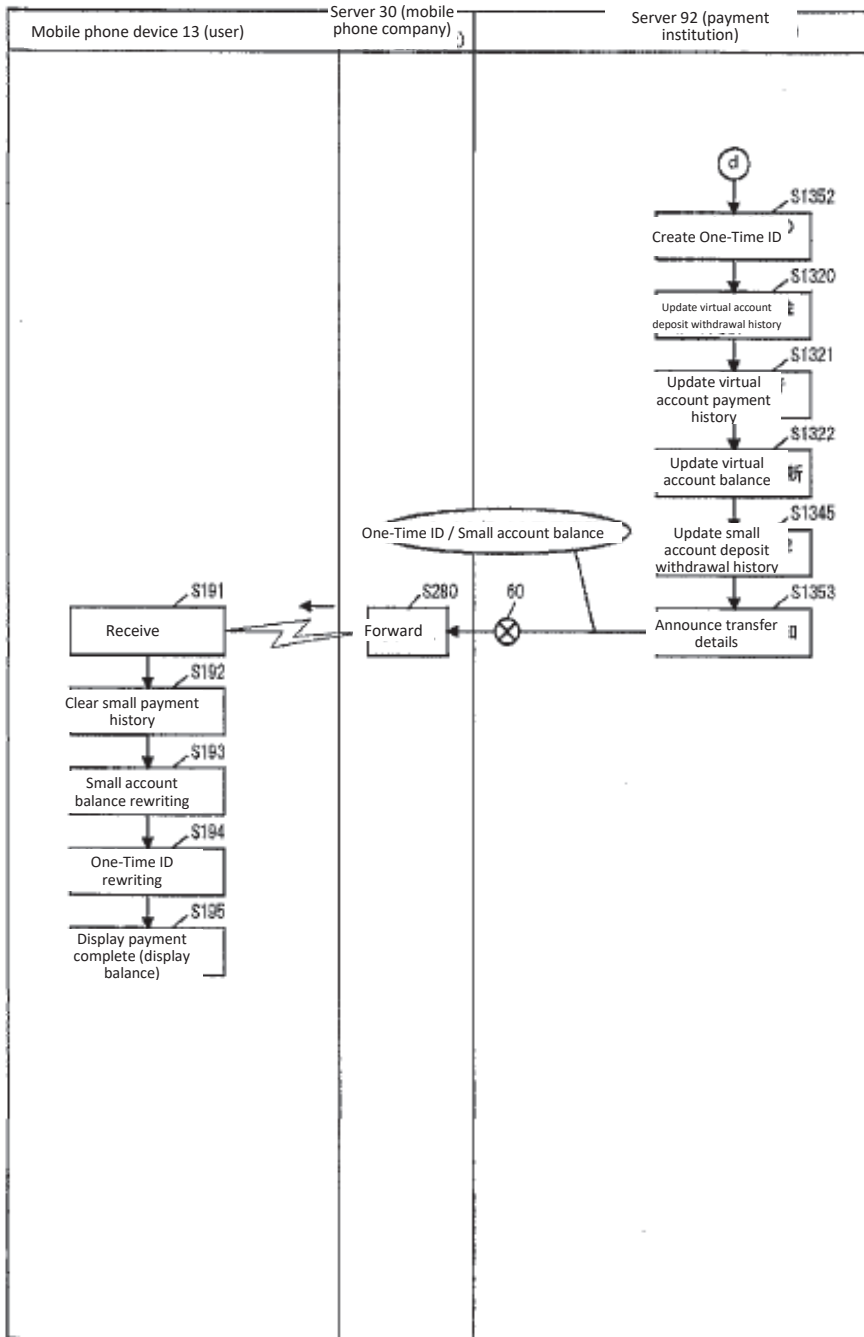 Mobile phone device 13 (user)
Server 30 (mobile
phone company)
Server 92 (payment
institution)
d
S1352
Create One-Time ID
S1320
Update virtual account
deposit withdrawal history
S1321
Update virtual
account payment
history
S1322
Update virtual
account balance
新
One-Time ID / Small account balance
S1345
Update small
account deposit
withdrawal history
S191
S280
60
S1353
Receive
Forward
Announce transfer
details
S192
Clear small payment
history
S193
Small account
balance rewriting
S194
One-Time ID
rewriting
S195
Display payment
complete (display
balance)